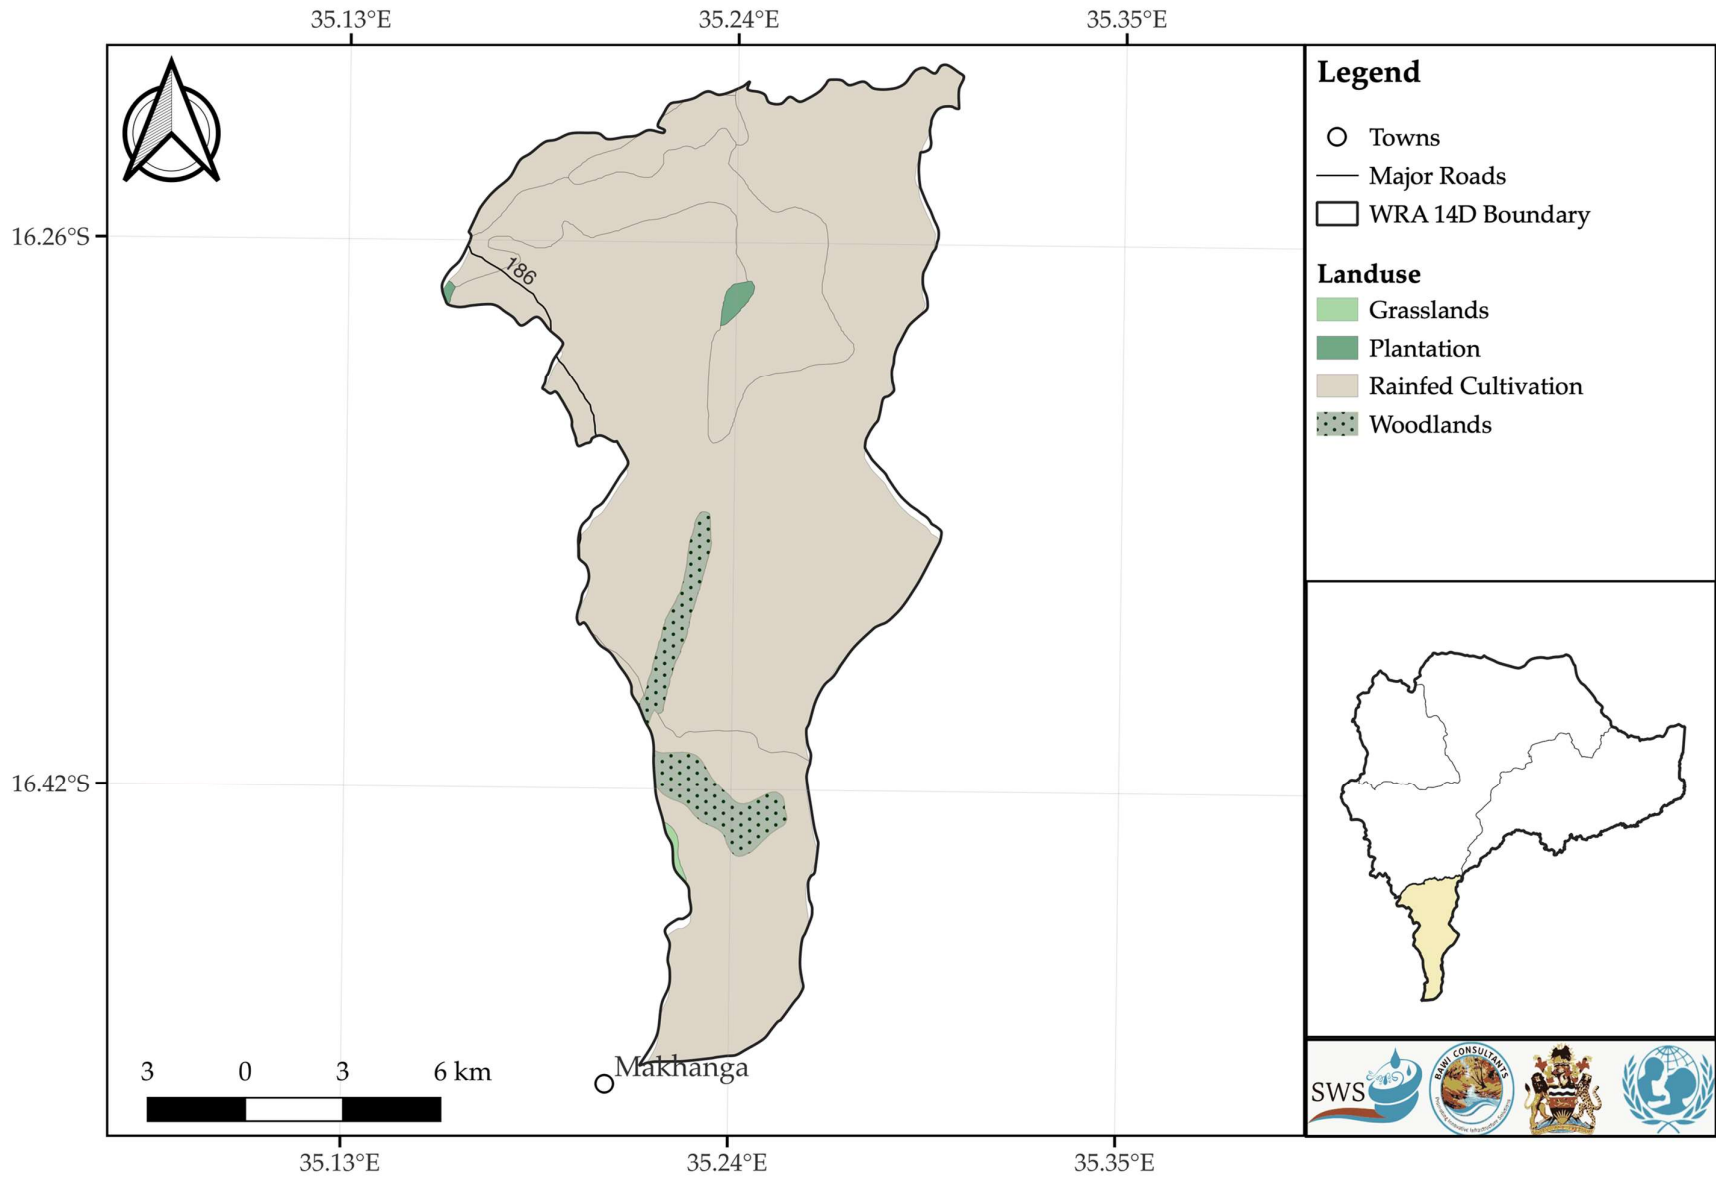 35.13°E
35.24°E
35.35°E
16.26°S
16.42°S
186
Makhanga
3 0 3 6 km
35.13°E
35.24°E
35.35°E
Legend
Towns
Major Roads
WRA 14D Boundary
Landuse
Grasslands
Plantation
Rainfed Cultivation
Woodlands
SWS
BAWI CONSULTANTS